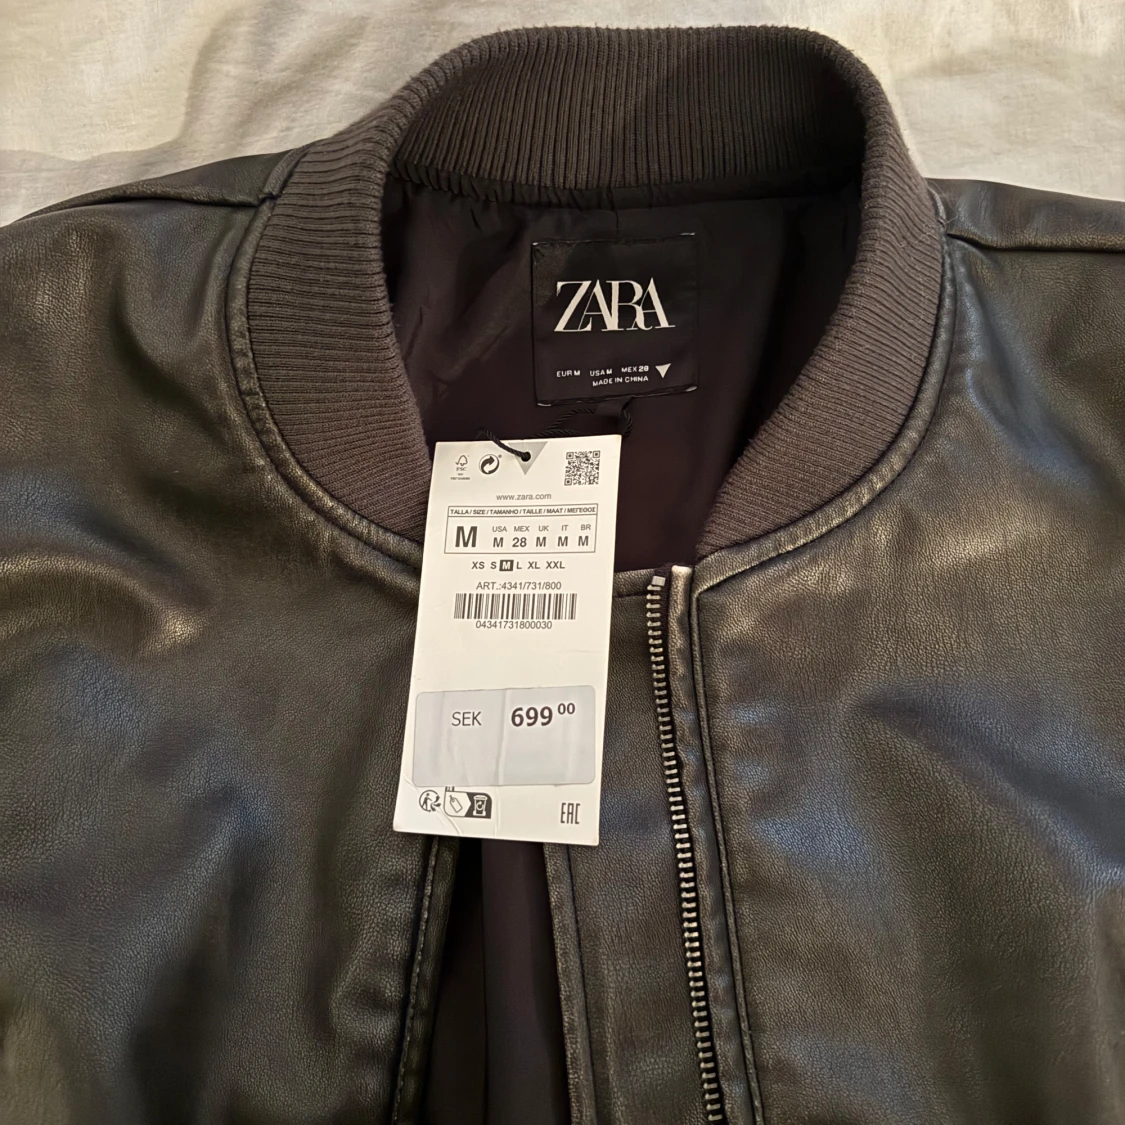 ZARA
EUR M USA M MEX 28
MADE IN CHINA
FSC
www.zara.com
TALLA / SIZE / TAMANHO / TAILLE / MAAT / ΜΕΓΕΘΟΣ
M
USA MEX UK IT BR
M 28 M M M
XS S M L XL XXL
ART.:4341/731/800
04341731800030
SEK 699 00
EAC